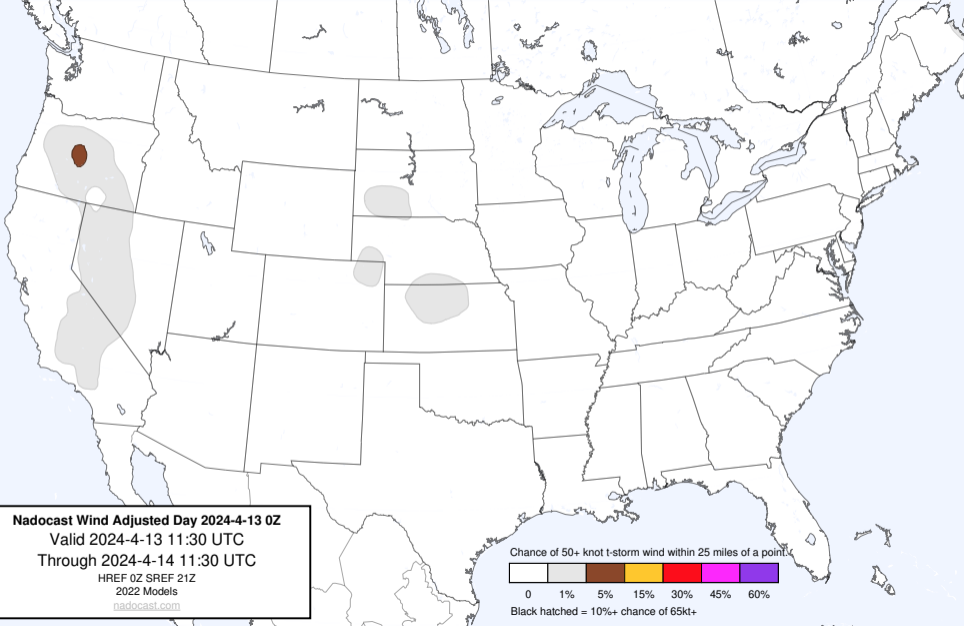 Nadocast Wind Adjusted Day 2024-4-13 0Z
Valid 2024-4-13 11:30 UTC
Through 2024-4-14 11:30 UTC
HREF 0Z SREF 21Z
2022 Models
nadocast.com
Chance of 50+ knot t-storm wind within 25 miles of a point.
0 1% 5% 15% 30% 45% 60%
Black hatched = 10%+ chance of 65kt+